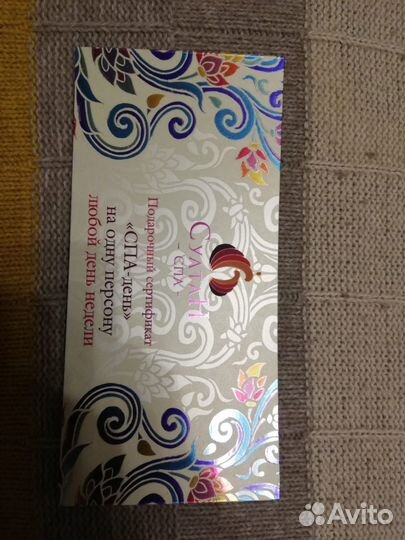 Султан
СПА
Подарочный сертификат
«СПА-день»
на одну персону
любой день недели
Avito